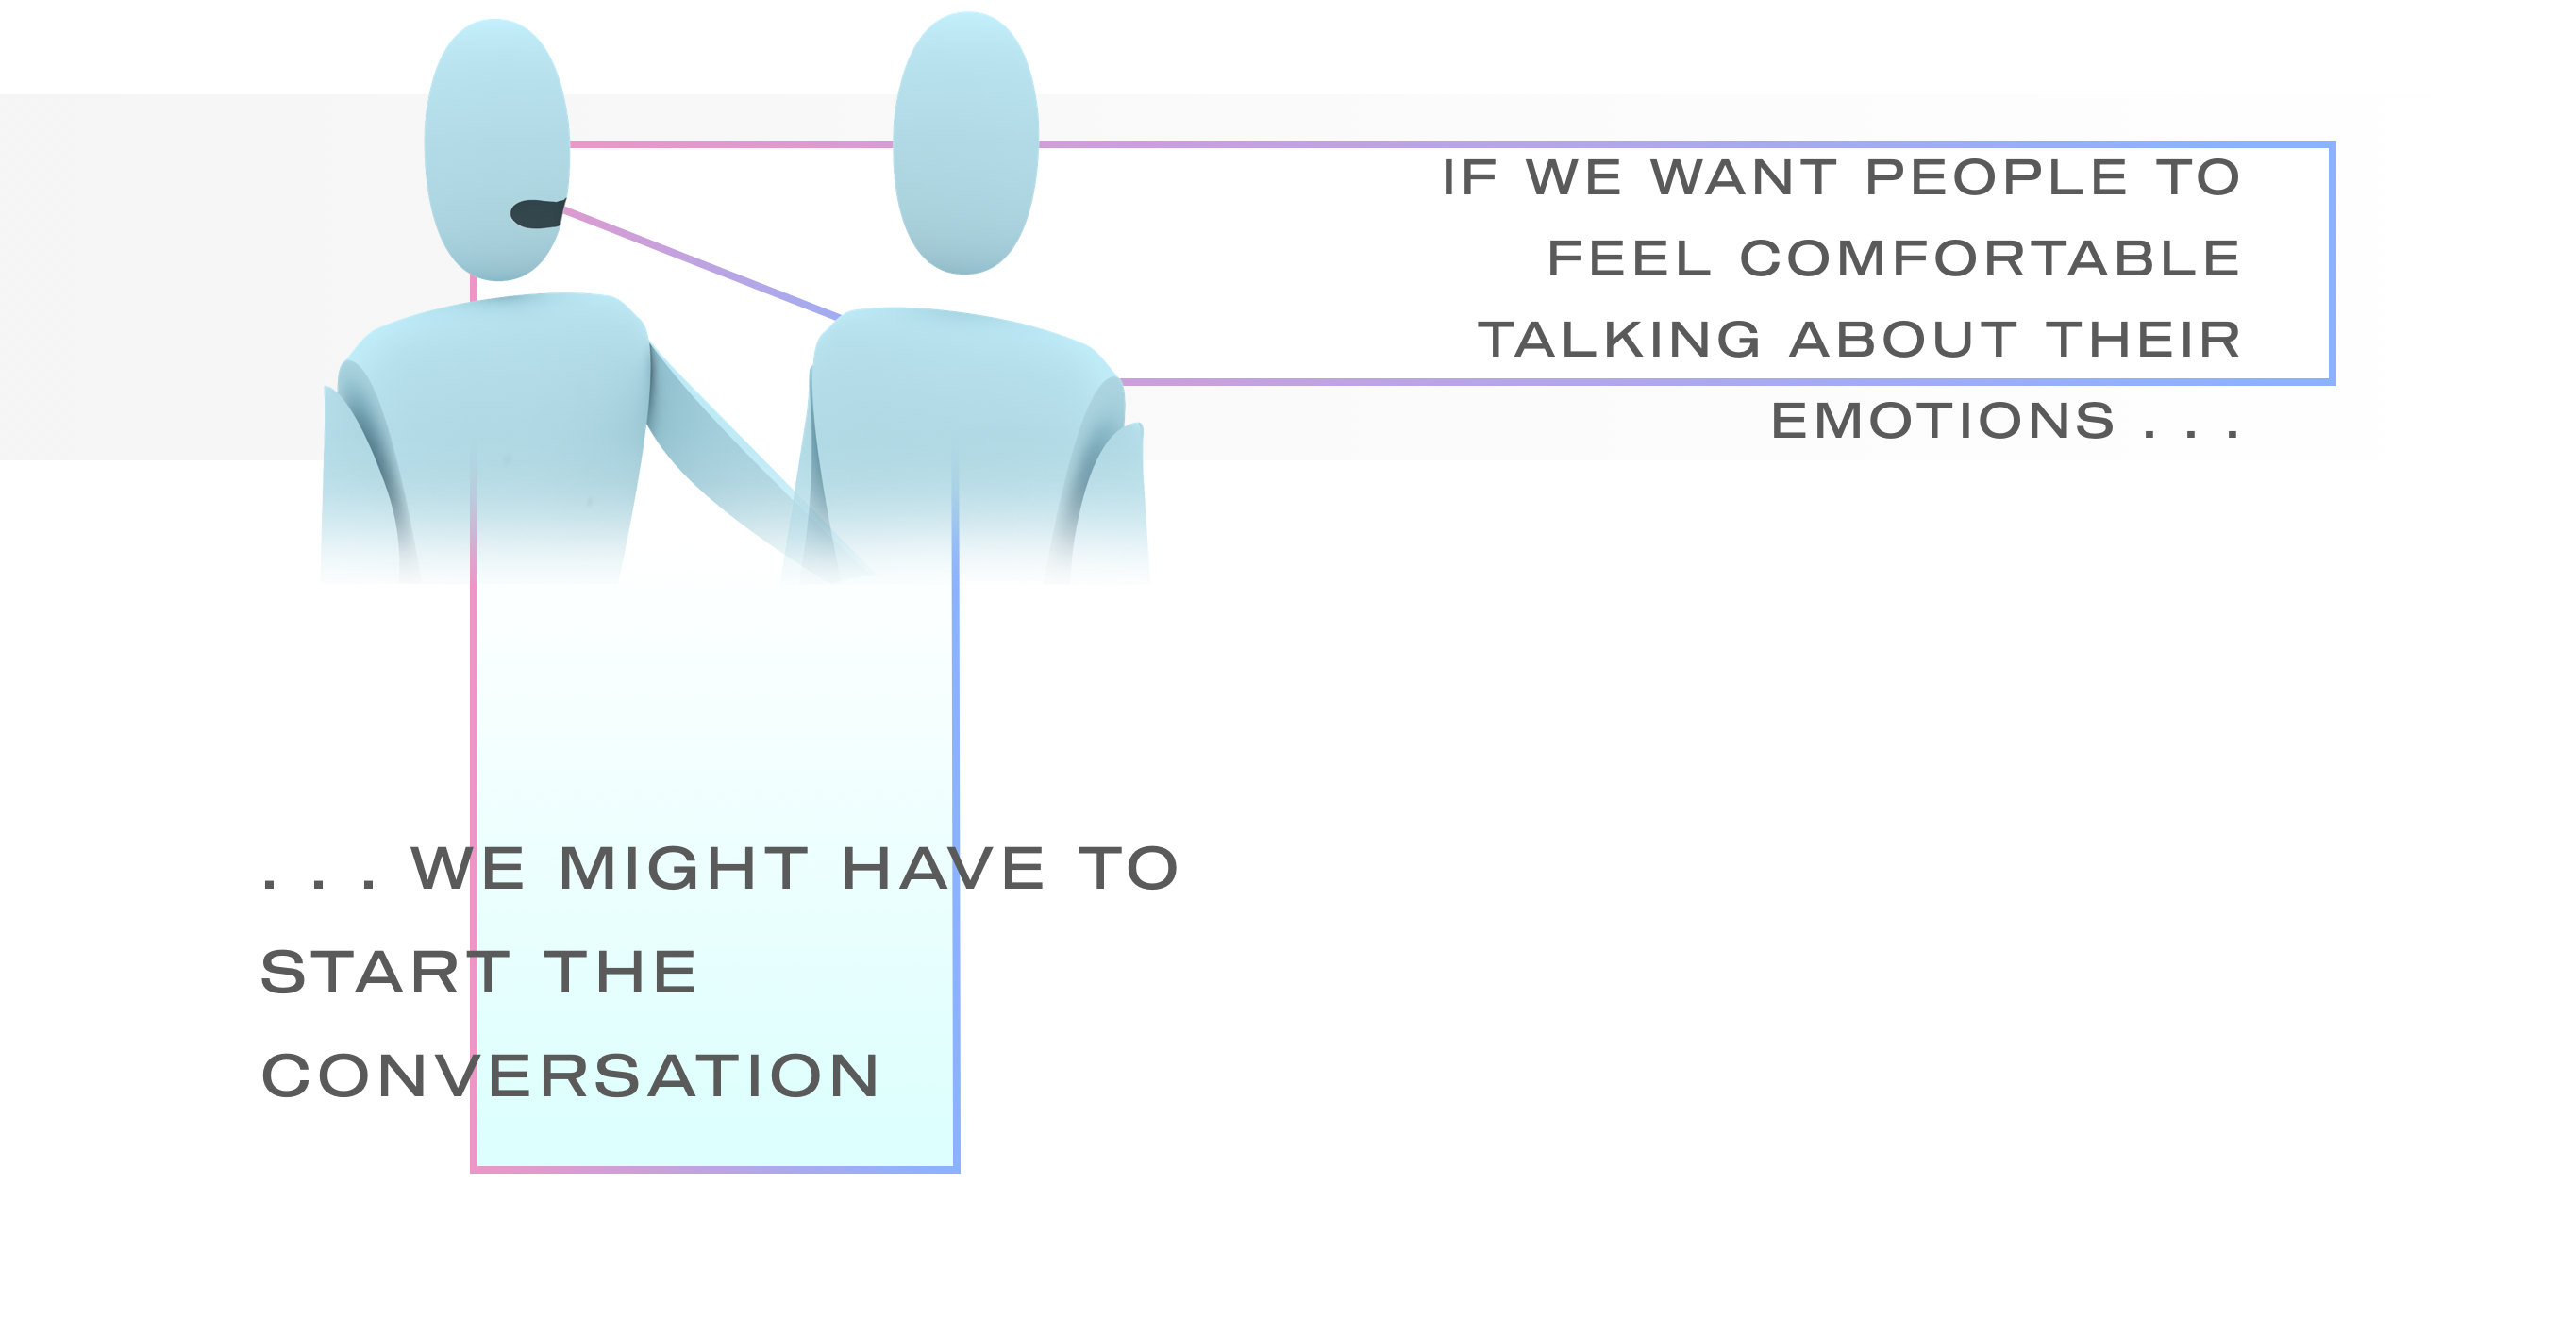 IF WE WANT PEOPLE TO
FEEL COMFORTABLE
TALKING ABOUT THEIR
EMOTIONS . . .
. . . WE MIGHT HAVE TO
START THE
CONVERSATION